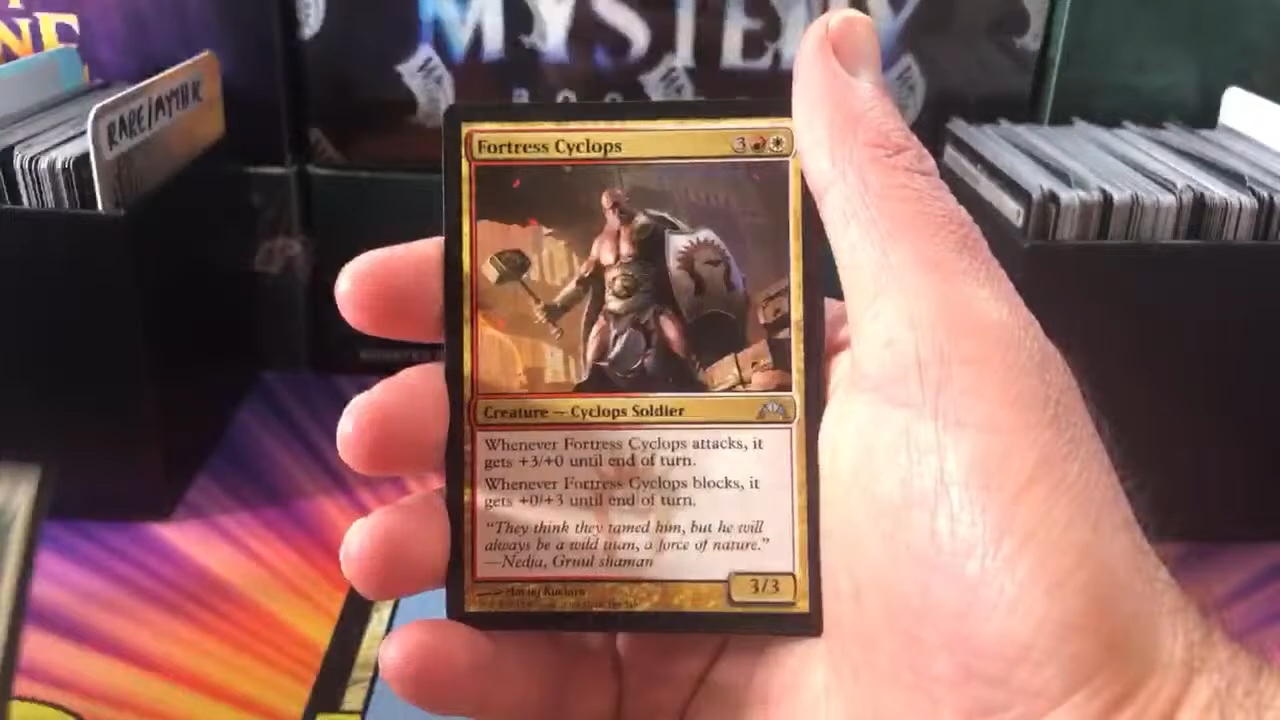 NE
MYSTERY
RARE/MYTHIC
Fortress Cyclops 3
Creature — Cyclops Soldier
Whenever Fortress Cyclops attacks, it
gets +3/+0 until end of turn.
Whenever Fortress Cyclops blocks, it
gets +0/+3 until end of turn.
"They think they tamed him, but he will
always be a wild man, a force of nature."
—Nedja, Gruul shaman
3/3